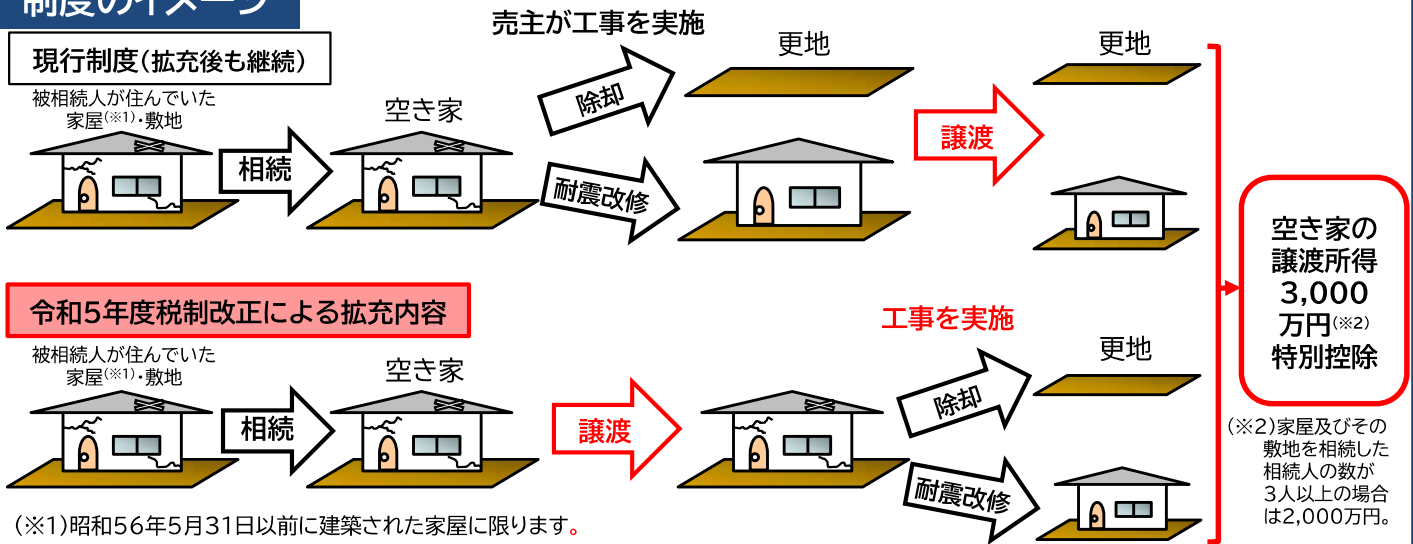 制度のイメージ
現行制度(拡充後も継続)
被相続人が住んでいた
家屋(※1)・敷地
相続
空き家
売主が工事を実施
除却
耐震改修
更地
譲渡
更地
令和5年度税制改正による拡充内容
被相続人が住んでいた
家屋(※1)・敷地
相続
空き家
譲渡
工事を実施
除却
耐震改修
更地
空き家の
譲渡所得
3,000
万円(※2)
特別控除
(※2)家屋及びその
敷地を相続した
相続人の数が
3人以上の場合
は2,000万円。
(※1)昭和56年5月31日以前に建築された家屋に限ります。